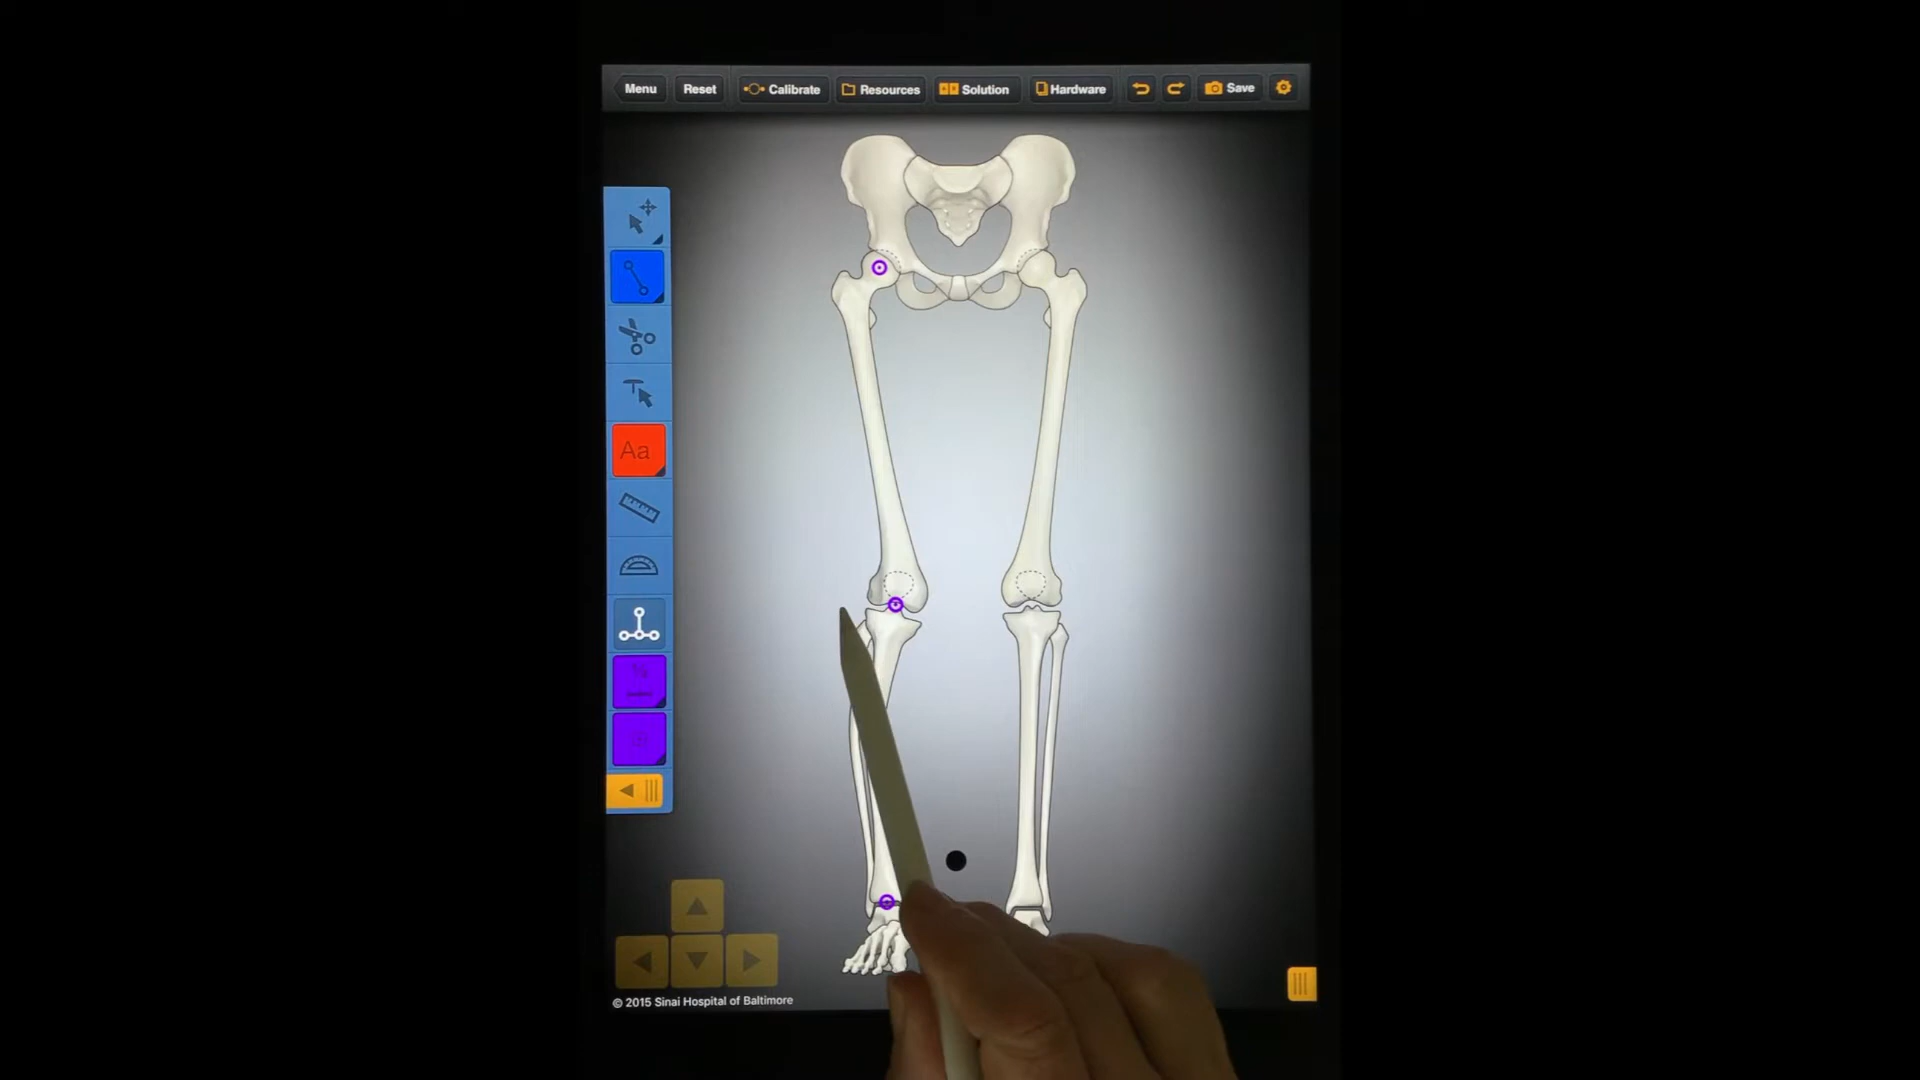 Menu Reset Calibrate Resources Solution Hardware Save
Aa
© 2015 Sinai Hospital of Baltimore